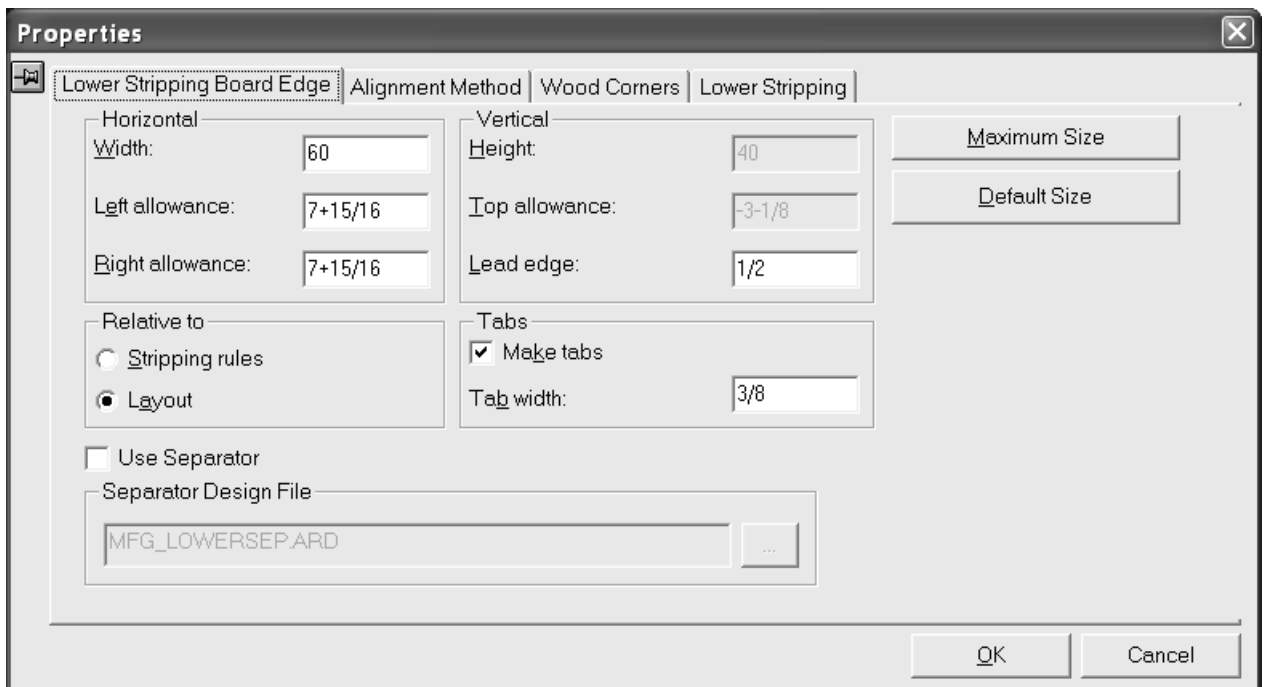 Properties
Lower Stripping Board Edge Alignment Method Wood Corners Lower Stripping
Horizontal
Width: 60
Left allowance: 7+15/16
Right allowance: 7+15/16
Vertical
Height: 40
Top allowance: -3-1/8
Lead edge: 1/2
Maximum Size
Default Size
Relative to
Stripping rules
Layout
Tabs
Make tabs
Tab width: 3/8
Use Separator
Separator Design File
MFG_LOWERSEP.ARD ...
OK Cancel